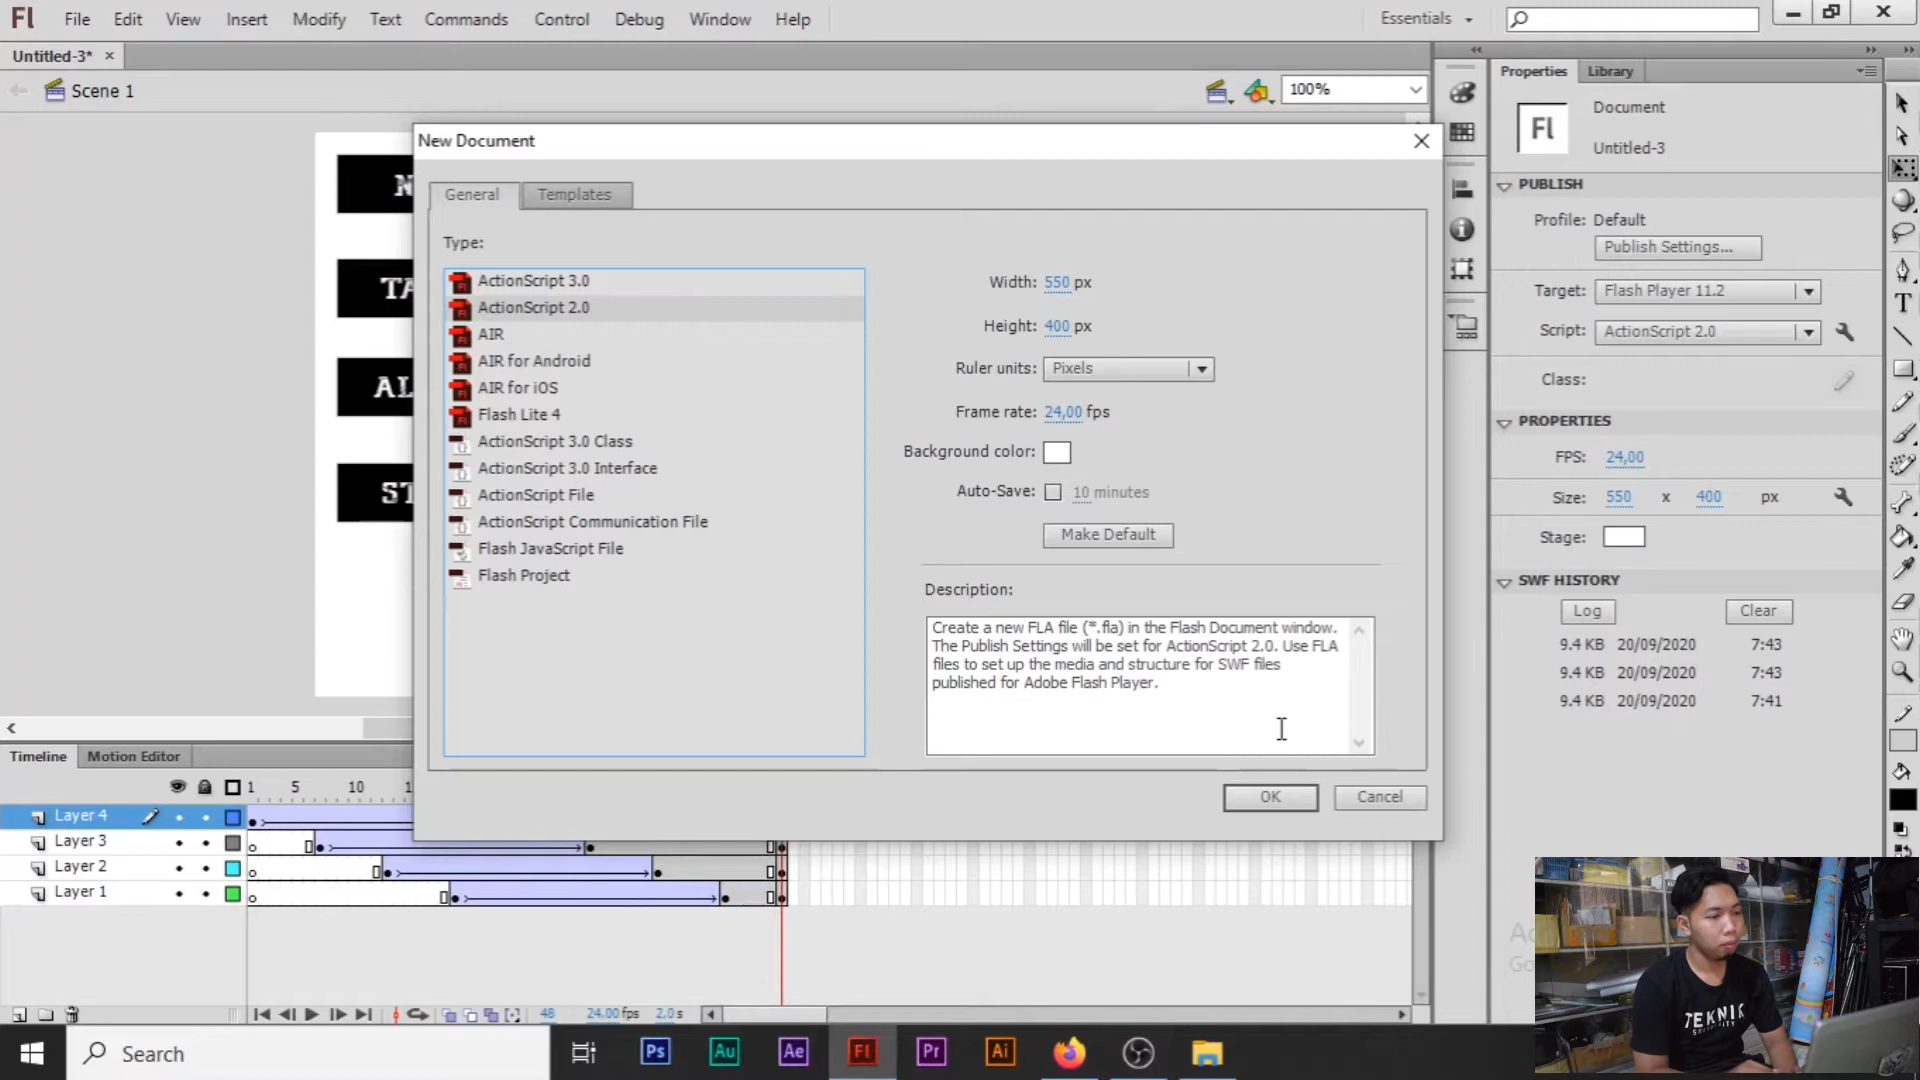 Fl File Edit View Insert Modify Text Commands Control Debug Window Help Essentials
Untitled-3*
Scene 1
100%
New Document
General Templates
Type:
ActionScript 3.0
ActionScript 2.0
AIR
AIR for Android
AIR for iOS
Flash Lite 4
ActionScript 3.0 Class
ActionScript 3.0 Interface
ActionScript File
ActionScript Communication File
Flash JavaScript File
Flash Project
Width: 550 px
Height: 400 px
Ruler units: Pixels
Frame rate: 24,00 fps
Background color:
Auto-Save: 10 minutes
Make Default
Description:
Create a new FLA file (*.fla) in the Flash Document window.
The Publish Settings will be set for ActionScript 2.0. Use FLA
files to set up the media and structure for SWF files
published for Adobe Flash Player.
OK Cancel
Properties Library
Fl
Document
Untitled-3
PUBLISH
Profile: Default
Publish Settings...
Target: Flash Player 11.2
Script: ActionScript 2.0
Class:
PROPERTIES
FPS: 24,00
Size: 550 x 400 px
Stage:
SWF HISTORY
Log Clear
9.4 KB 20/09/2020 7:43
9.4 KB 20/09/2020 7:43
9.4 KB 20/09/2020 7:41
Timeline Motion Editor
1 5 10
Layer 4
Layer 3
Layer 2
Layer 1
48 24,00 fps 2,0 s
Search
Ps Au Ae Fl Pr Ai
TEKNIK